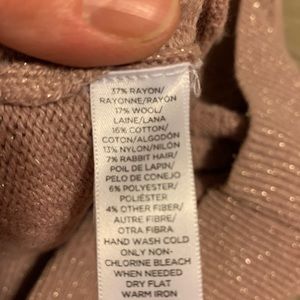 37% RAYON/
RAYONNE/RAYÓN
17% WOOL/
LAINE/LANA
16% COTTON/
COTON/ALGODÓN
13% NYLON/NILÓN
7% RABBIT HAIR/
POIL DE LAPIN/
PELO DE CONEJO
6% POLYESTER/
POLIÉSTER
4% OTHER FIBER/
AUTRE FIBRE/
OTRA FIBRA
HAND WASH COLD
ONLY NON-
CHLORINE BLEACH
WHEN NEEDED
DRY FLAT
WARM IRON